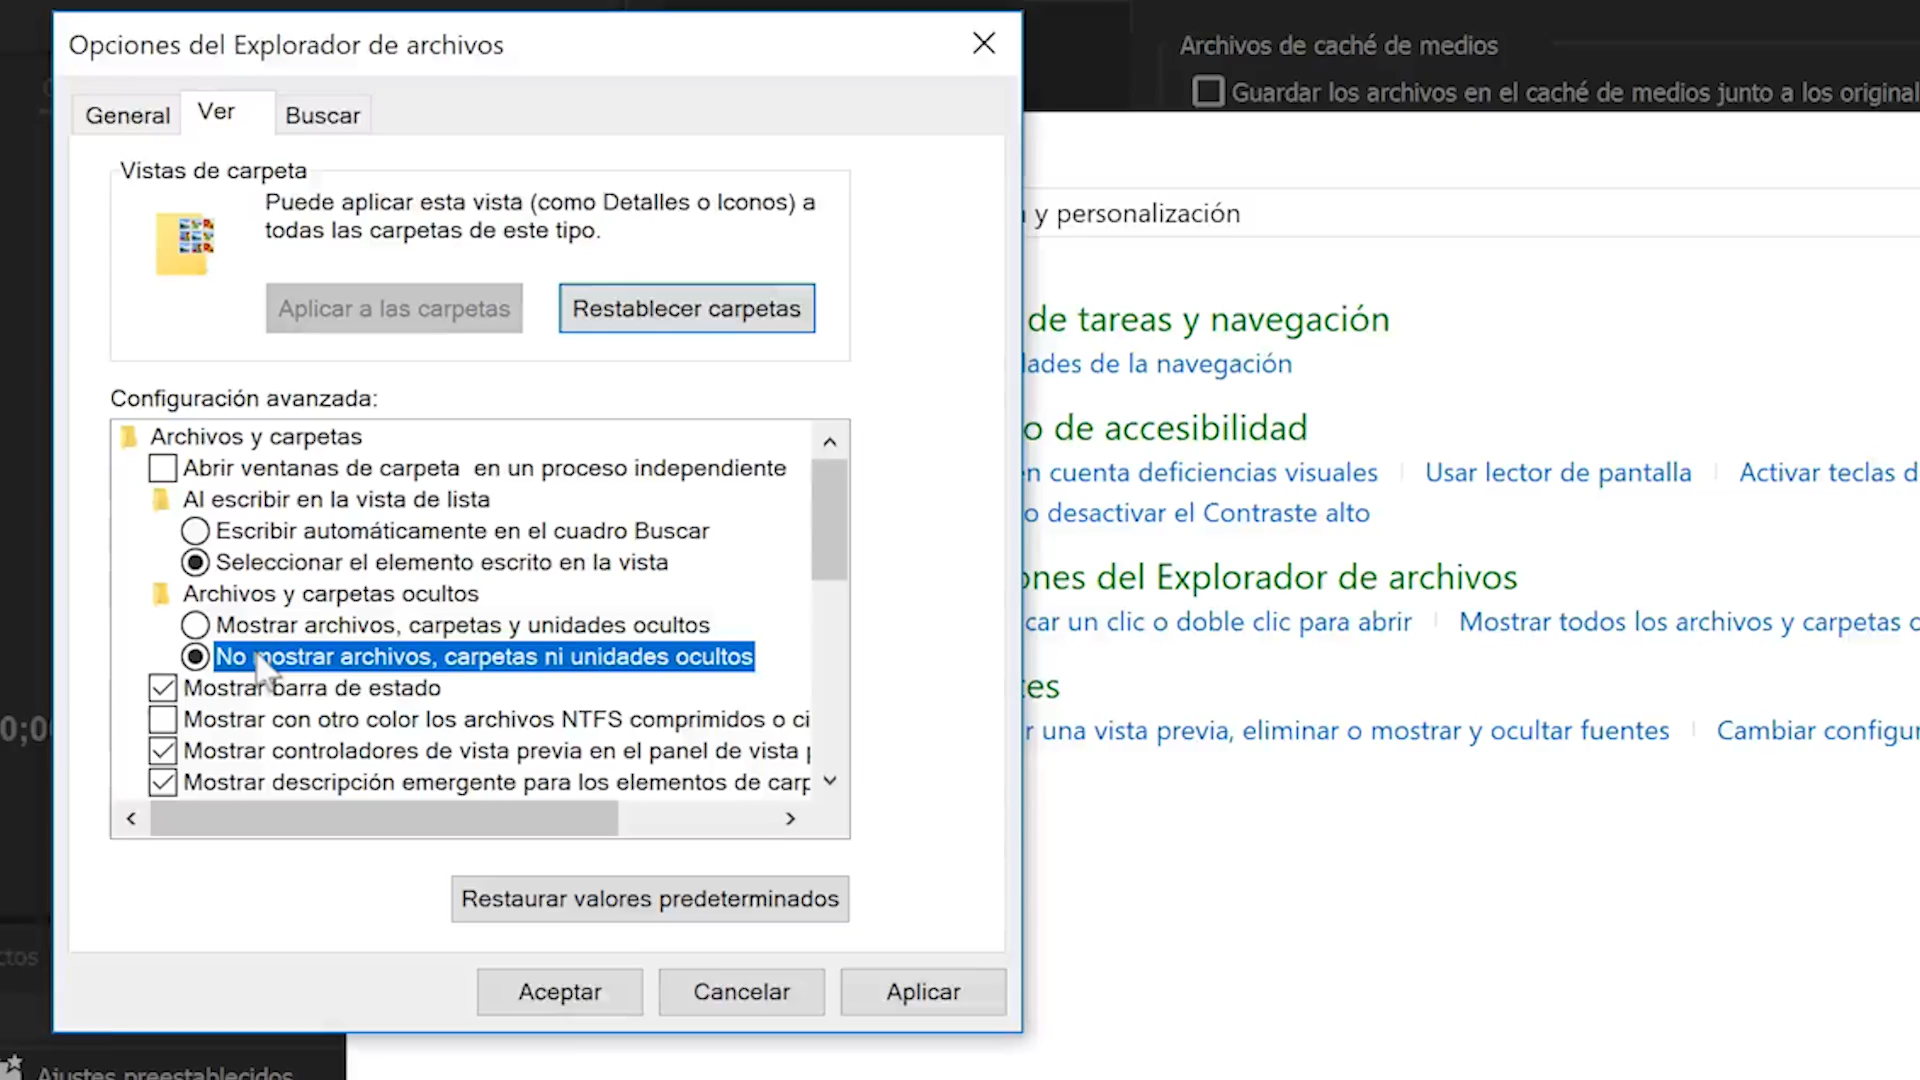 Opciones del Explorador de archivos
General
Ver
Buscar
Vistas de carpeta
Puede aplicar esta vista (como Detalles o Iconos) a
todas las carpetas de este tipo.
Aplicar a las carpetas
Restablecer carpetas
Configuración avanzada:
Archivos y carpetas
Abrir ventanas de carpeta en un proceso independiente
Al escribir en la vista de lista
Escribir automáticamente en el cuadro Buscar
Seleccionar el elemento escrito en la vista
Archivos y carpetas ocultos
Mostrar archivos, carpetas y unidades ocultos
No mostrar archivos, carpetas ni unidades ocultos
Mostrar barra de estado
Mostrar con otro color los archivos NTFS comprimidos o ci
Mostrar controladores de vista previa en el panel de vista
Mostrar descripción emergente para los elementos de carp
Restaurar valores predeterminados
Aceptar
Cancelar
Aplicar
Archivos de caché de medios
Guardar los archivos en el caché de medios junto a los original
y personalización
de tareas y navegación
dades de la navegación
o de accesibilidad
en cuenta deficiencias visuales
Usar lector de pantalla
Activar teclas d
o desactivar el Contraste alto
ones del Explorador de archivos
car un clic o doble clic para abrir
Mostrar todos los archivos y carpetas o
tes
r una vista previa, eliminar o mostrar y ocultar fuentes
Cambiar configur
0;0
ctos
Ajustes preestablecidos